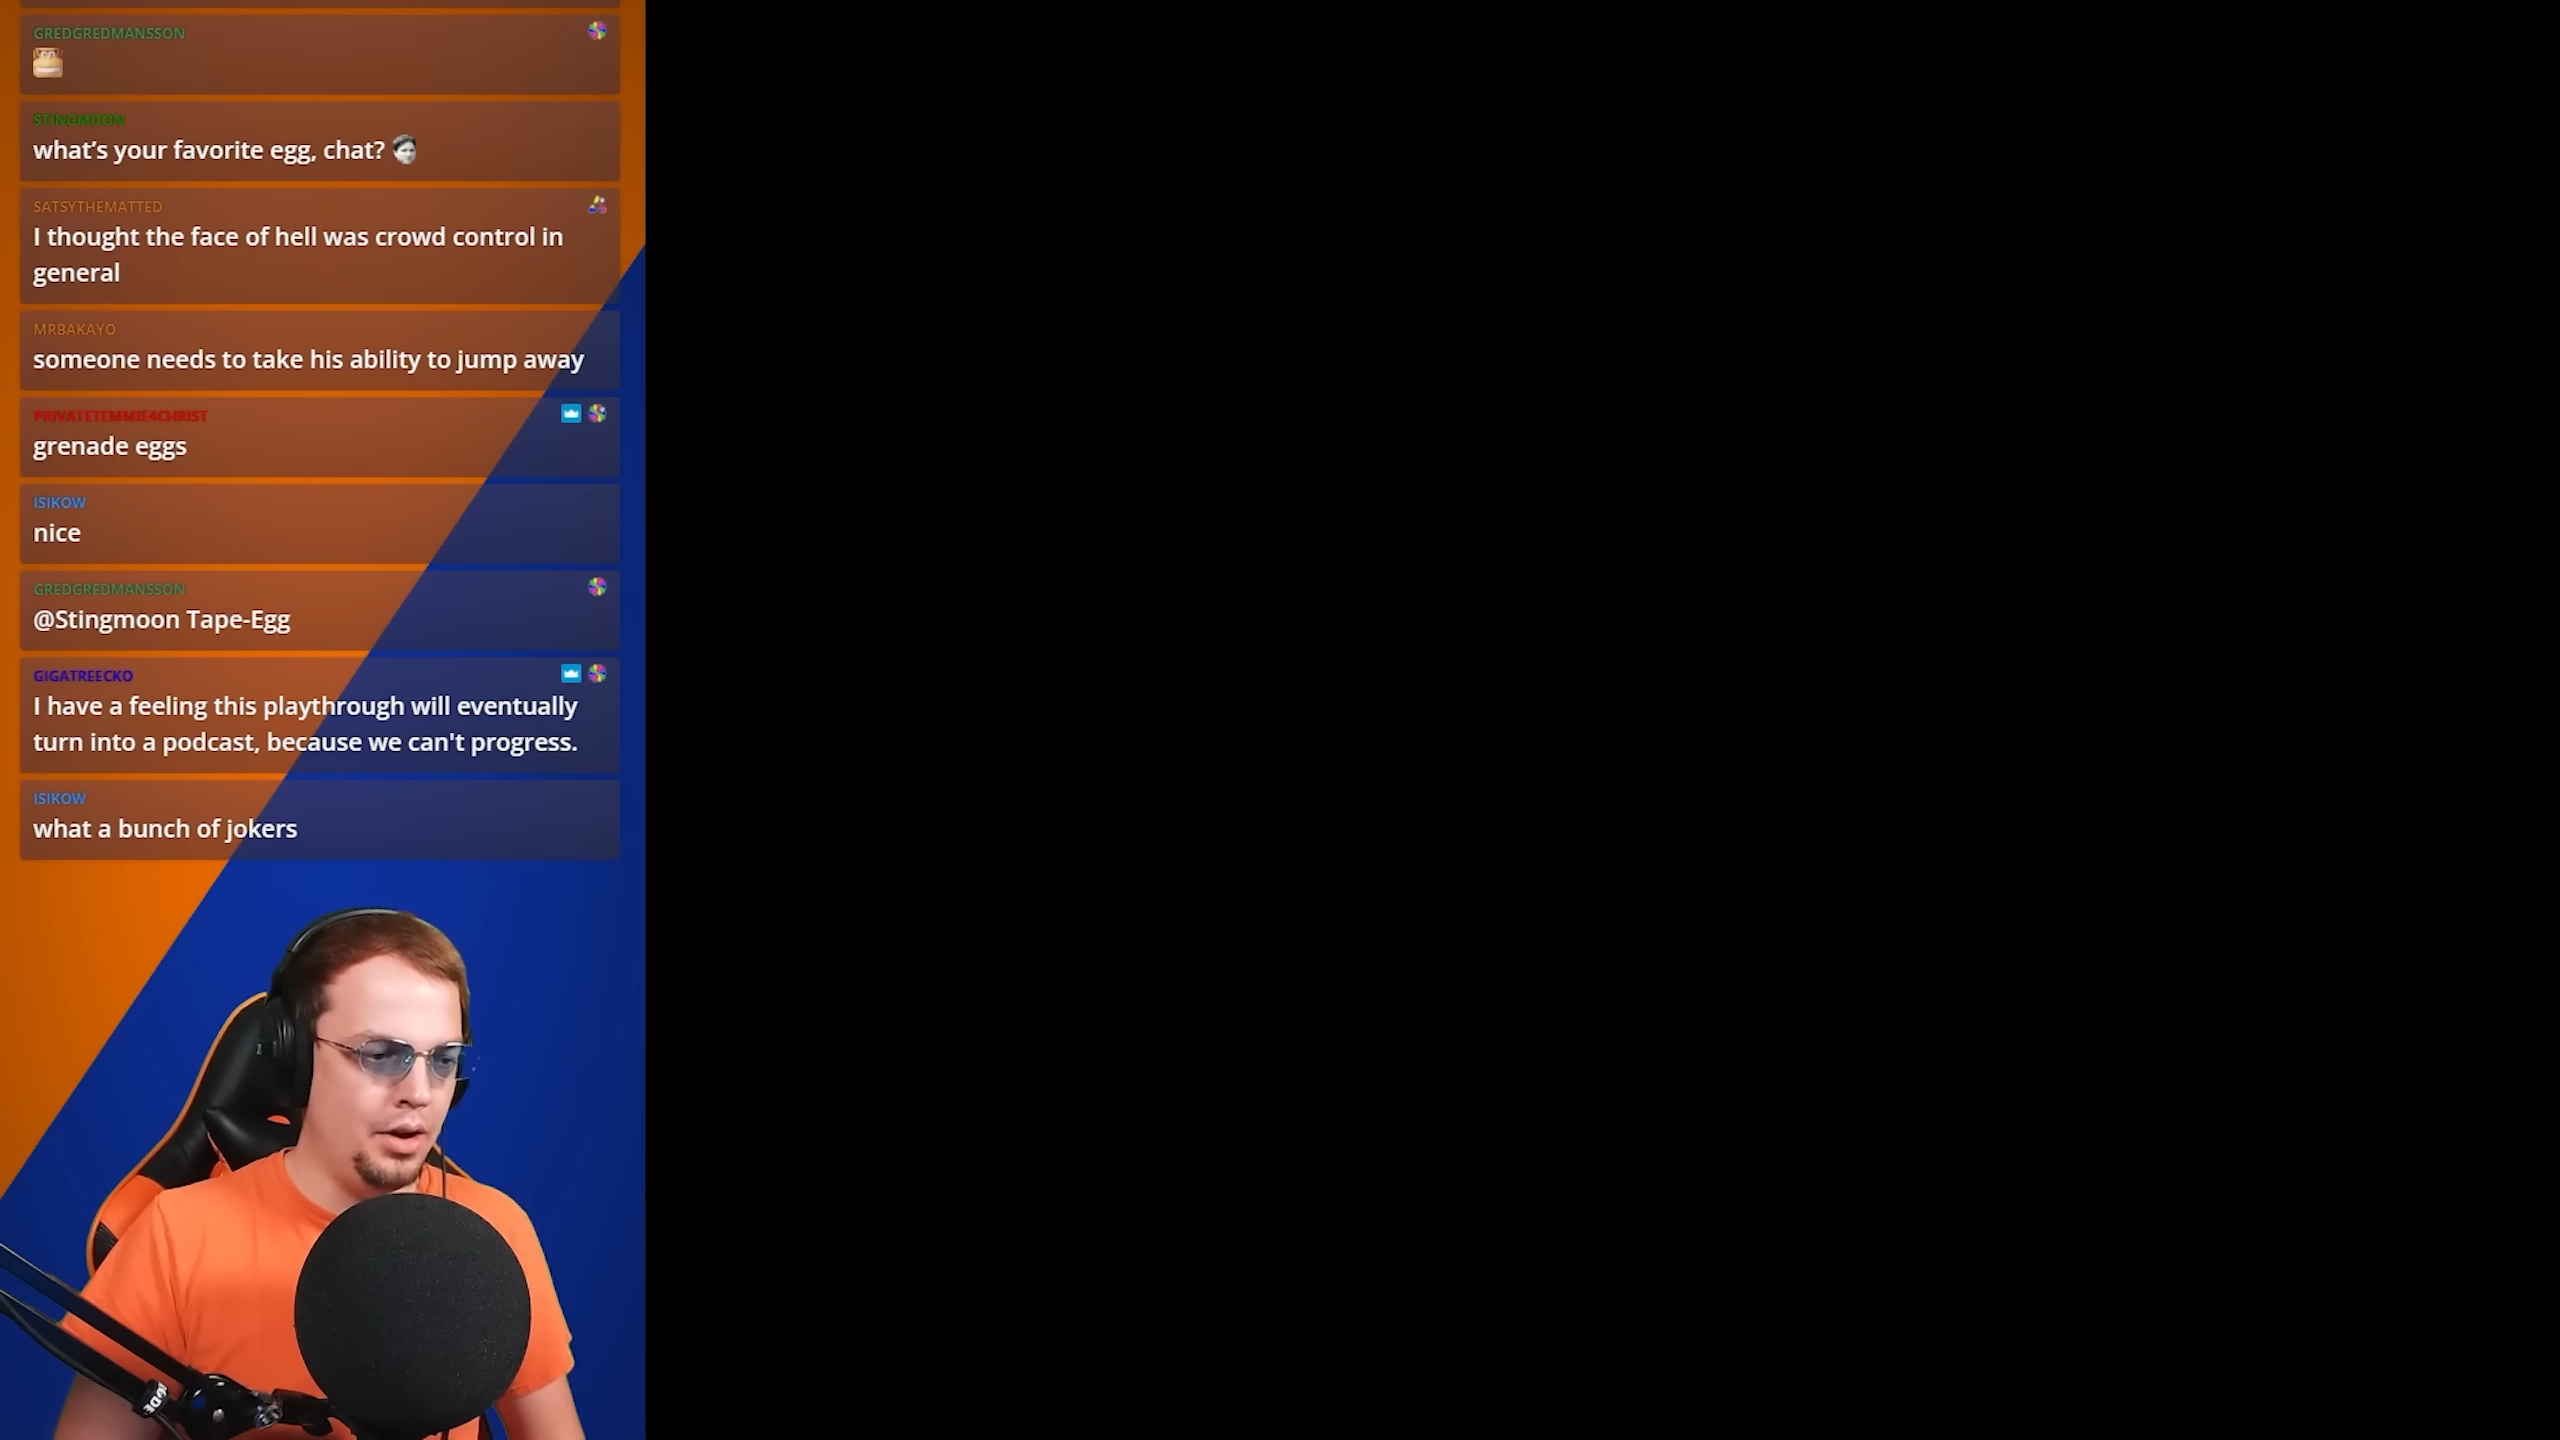 GREDGREDMANSSON
STINGMOON
what's your favorite egg, chat?
SATSYTHEMATTED
I thought the face of hell was crowd control in
general
MRBAKAYO
someone needs to take his ability to jump away
PRIVATETEMMIE4CHRIST
grenade eggs
ISIKOW
nice
GREDGREDMANSSON
@Stingmoon Tape-Egg
GIGATREECKO
I have a feeling this playthrough will eventually
turn into a podcast, because we can't progress.
ISIKOW
what a bunch of jokers